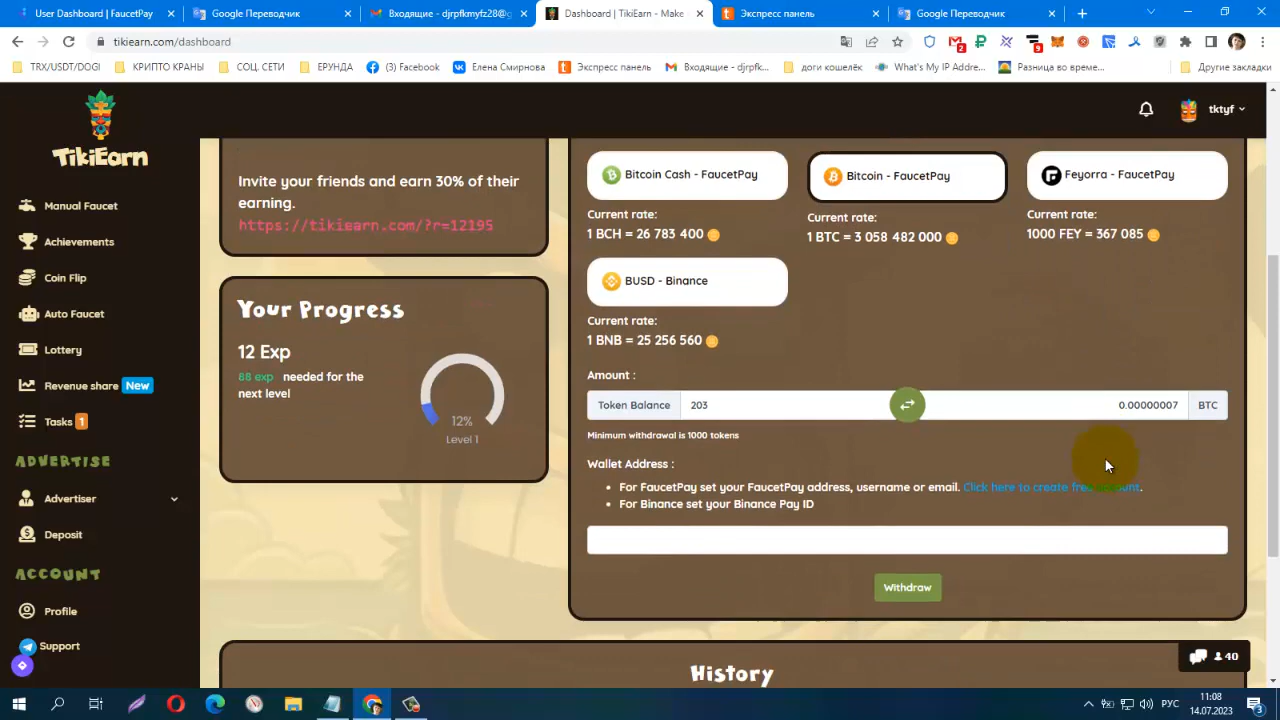 User Dashboard | FaucetPay
Google Переводчик
Входящие - djrpfkmyfz28@g
Dashboard | TikiEarn - Make
Экспресс панель
Google Переводчик
tikiearn.com/dashboard
TRX/USDT/DOGI
КРИПТО КРАНЫ
СОЦ. СЕТИ
ЕРУНДА
(3) Facebook
Елена Смирнова
Экспресс панель
Входящие - djrpfk...
доги кошелёк
What's My IP Addre...
Разница во време...
Другие закладки
TikiEarn
tktyf
Manual Faucet
Achievements
Coin Flip
Auto Faucet
Lottery
Revenue share New
Tasks 1
ADVERTISE
Advertiser
Deposit
ACCOUNT
Profile
Support
Invite your friends and earn 30% of their
earning.
https://tikiearn.com/?r=12195
Your Progress
12 Exp
88 exp needed for the
next level
12%
Level 1
Bitcoin Cash - FaucetPay
Current rate:
1 BCH = 26 783 400
Bitcoin - FaucetPay
Current rate:
1 BTC = 3 058 482 000
Feyorra - FaucetPay
Current rate:
1000 FEY = 367 085
BUSD - Binance
Current rate:
1 BNB = 25 256 560
Amount :
Token Balance 203 0.00000007 BTC
Minimum withdrawal is 1000 tokens
Wallet Address :
For FaucetPay set your FaucetPay address, username or email. Click here to create free account.
For Binance set your Binance Pay ID
Withdraw
History
40
РУС
11:08
14.07.2023